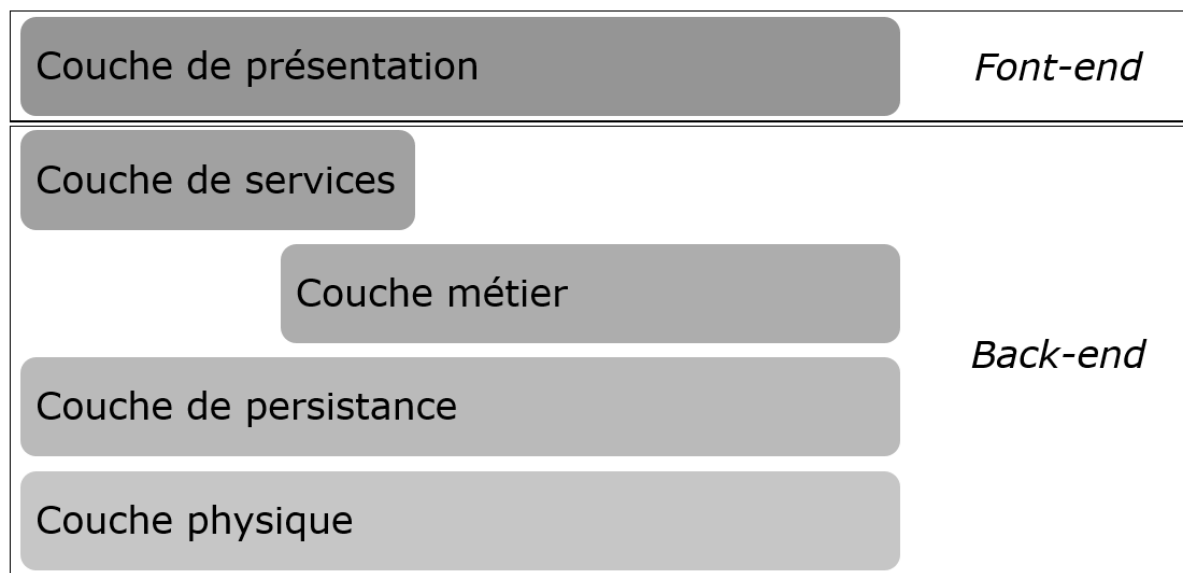 Couche de présentation
Font-end
Couche de services
Couche métier
Back-end
Couche de persistance
Couche physique